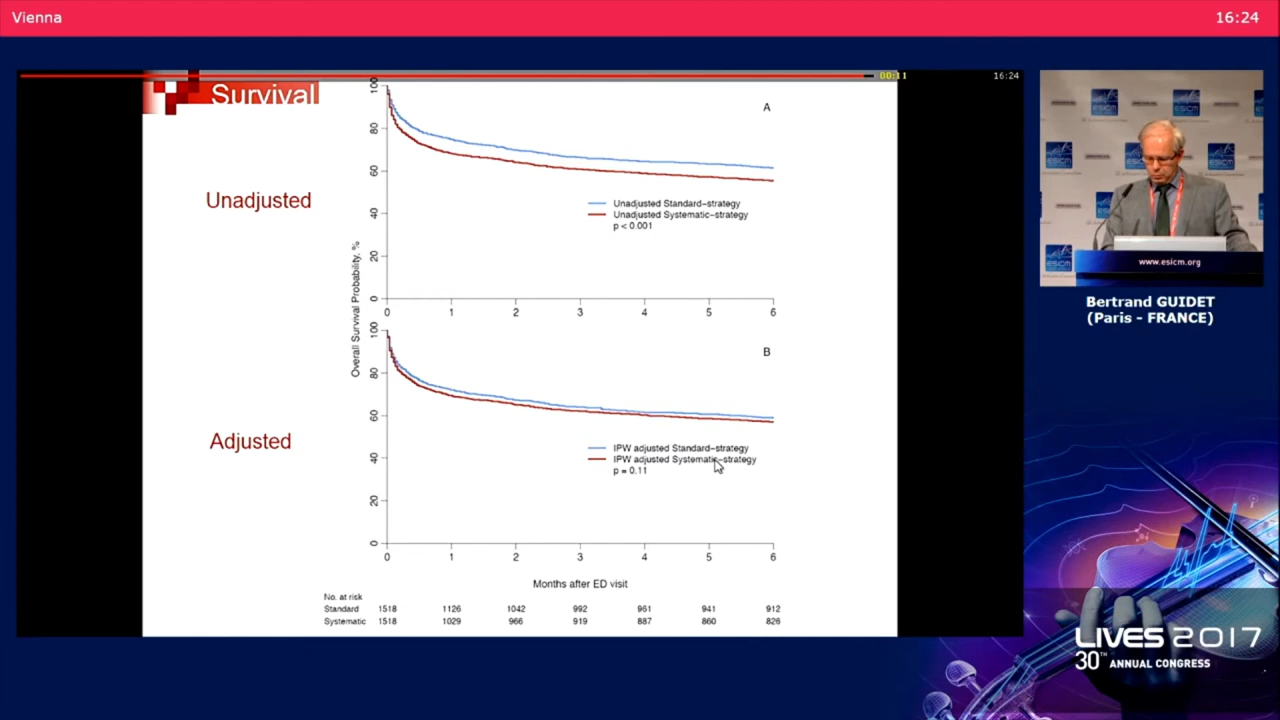 Vienna
16:24
00:11
16:24
Survival
Unadjusted
Adjusted
Overall Survival Probability, %
100
80
60
40
20
0
A
Unadjusted Standard-strategy
Unadjusted Systematic-strategy
p < 0.001
0 1 2 3 4 5 6
100
80
60
40
20
0
B
IPW adjusted Standard-strategy
IPW adjusted Systematic-strategy
p = 0.11
0 1 2 3 4 5 6
Months after ED visit
No. at risk
Standard 1518 1126 1042 992 961 941 912
Systematic 1518 1029 966 919 887 860 826
ESICM
www.esicm.org
Bertrand GUIDET
(Paris - FRANCE)
LIVES 2017
30TH ANNUAL CONGRESS